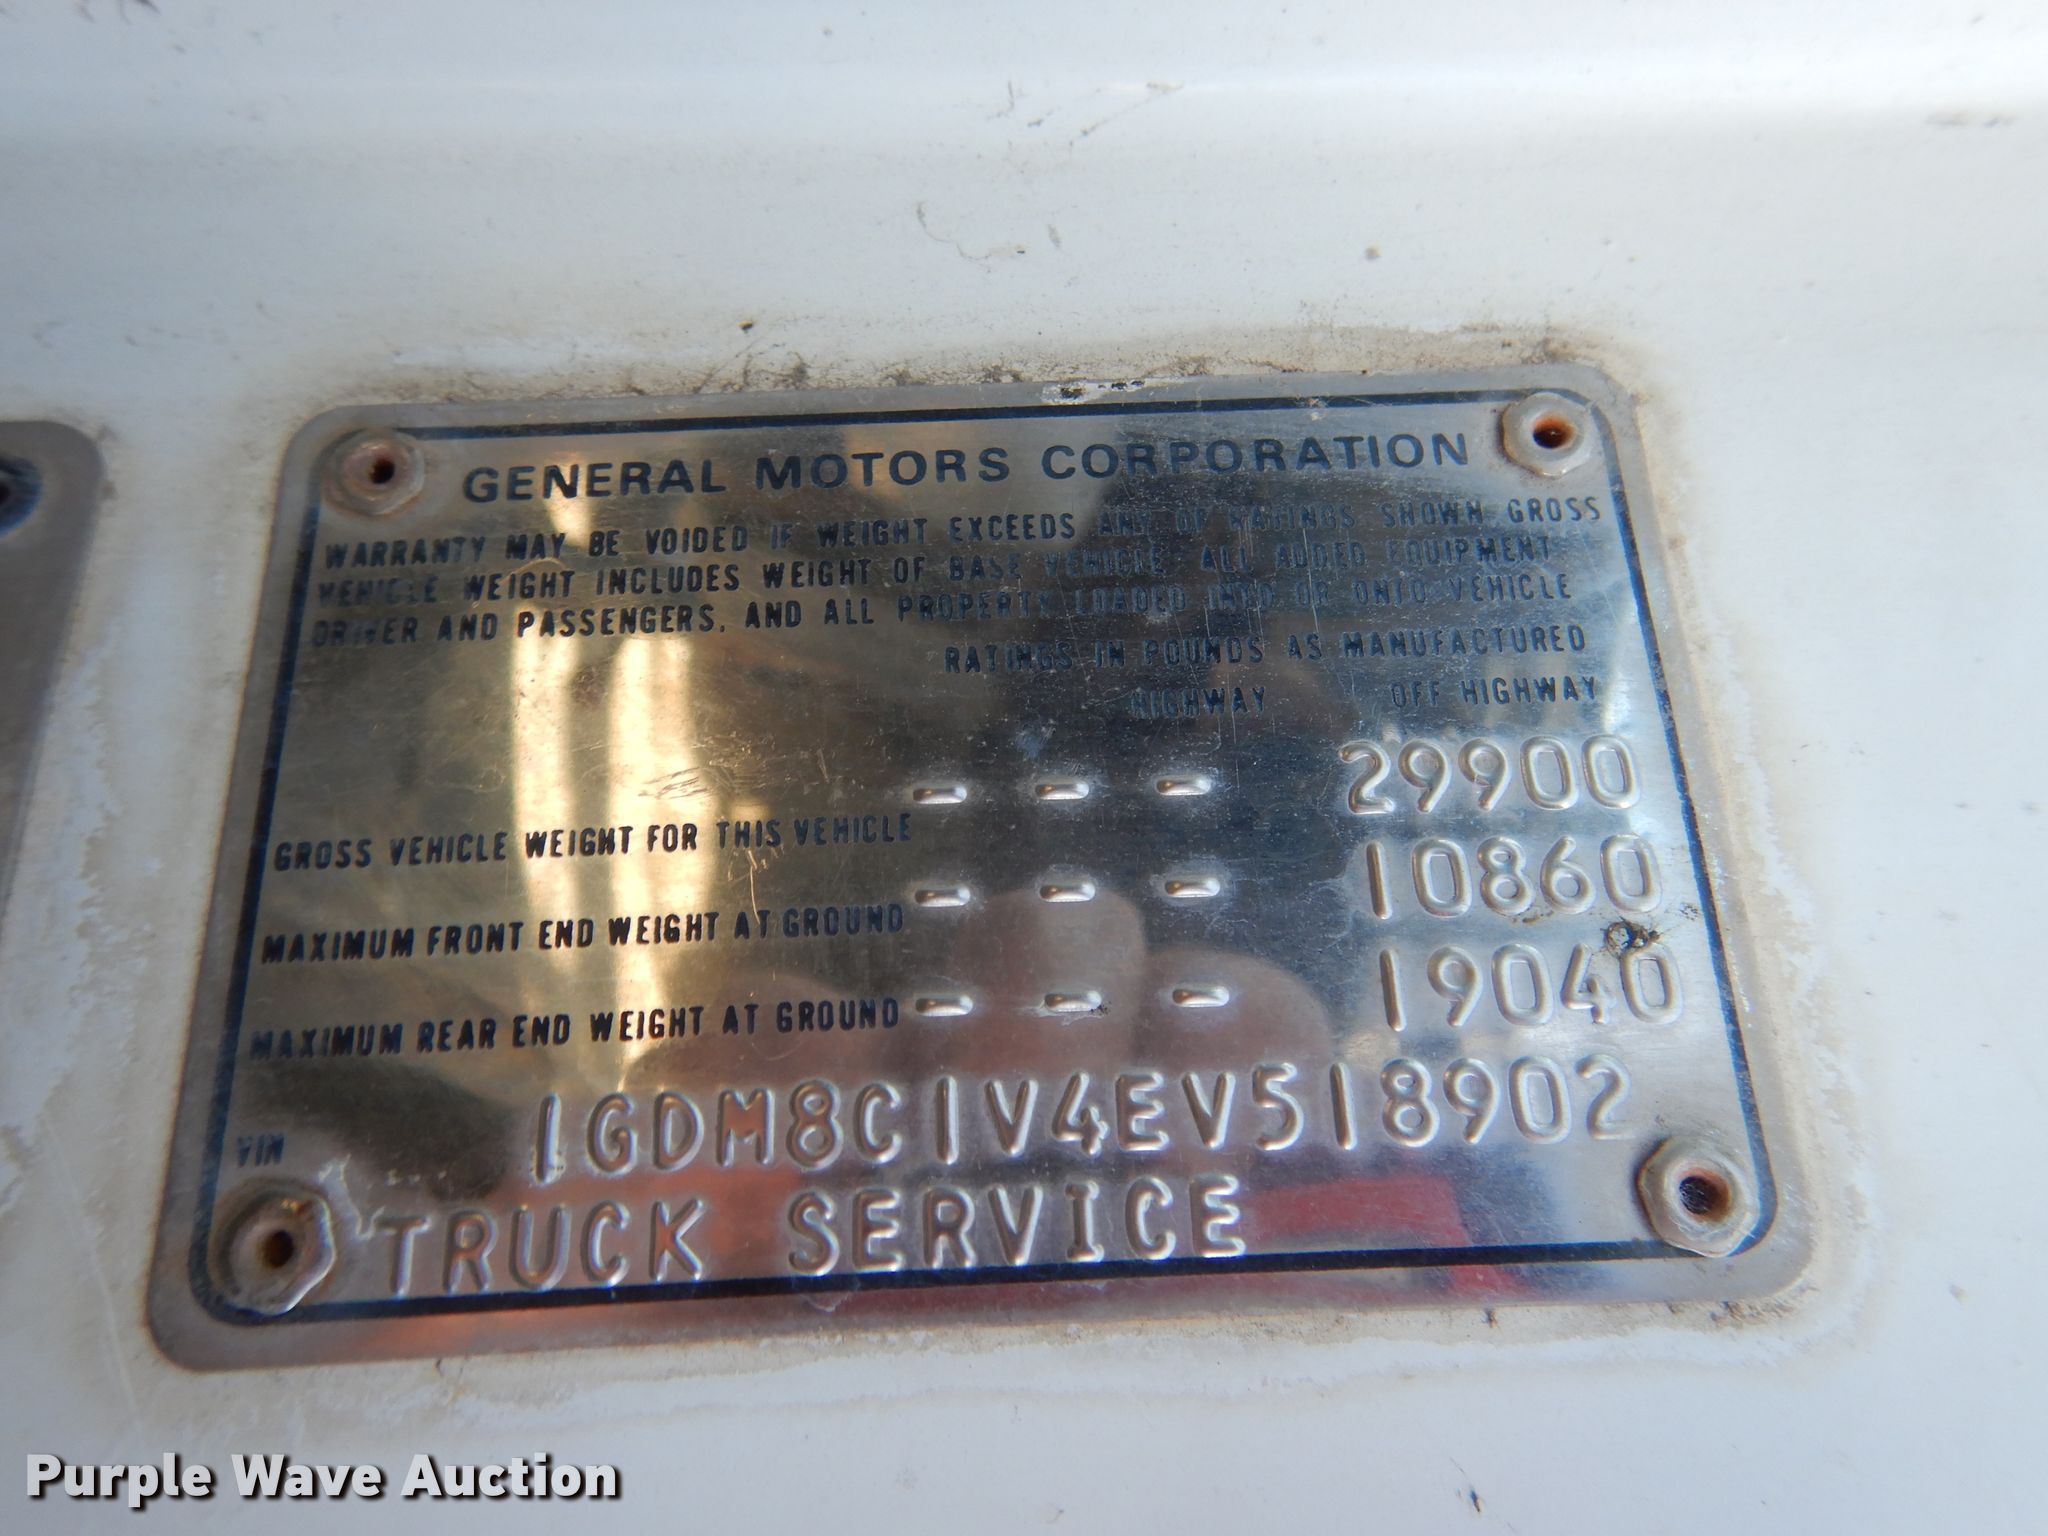 GENERAL MOTORS CORPORATION
WARRANTY MAY BE VOIDED IF WEIGHT EXCEEDS ANY OF RATINGS SHOWN GROSS
VEHICLE WEIGHT INCLUDES WEIGHT OF BASE VEHICLE ALL ADDED EQUIPMENT
DRIVER AND PASSENGERS, AND ALL PROPERTY LOADED INTO OR ONTO VEHICLE
RATINGS IN POUNDS AS MANUFACTURED
HIGHWAY OFF HIGHWAY
GROSS VEHICLE WEIGHT FOR THIS VEHICLE - - - 29900
MAXIMUM FRONT END WEIGHT AT GROUND - - - 10860
MAXIMUM REAR END WEIGHT AT GROUND - - - 19040
VIN 1GDM8C1V4EV518902
TRUCK SERVICE
Purple Wave Auction